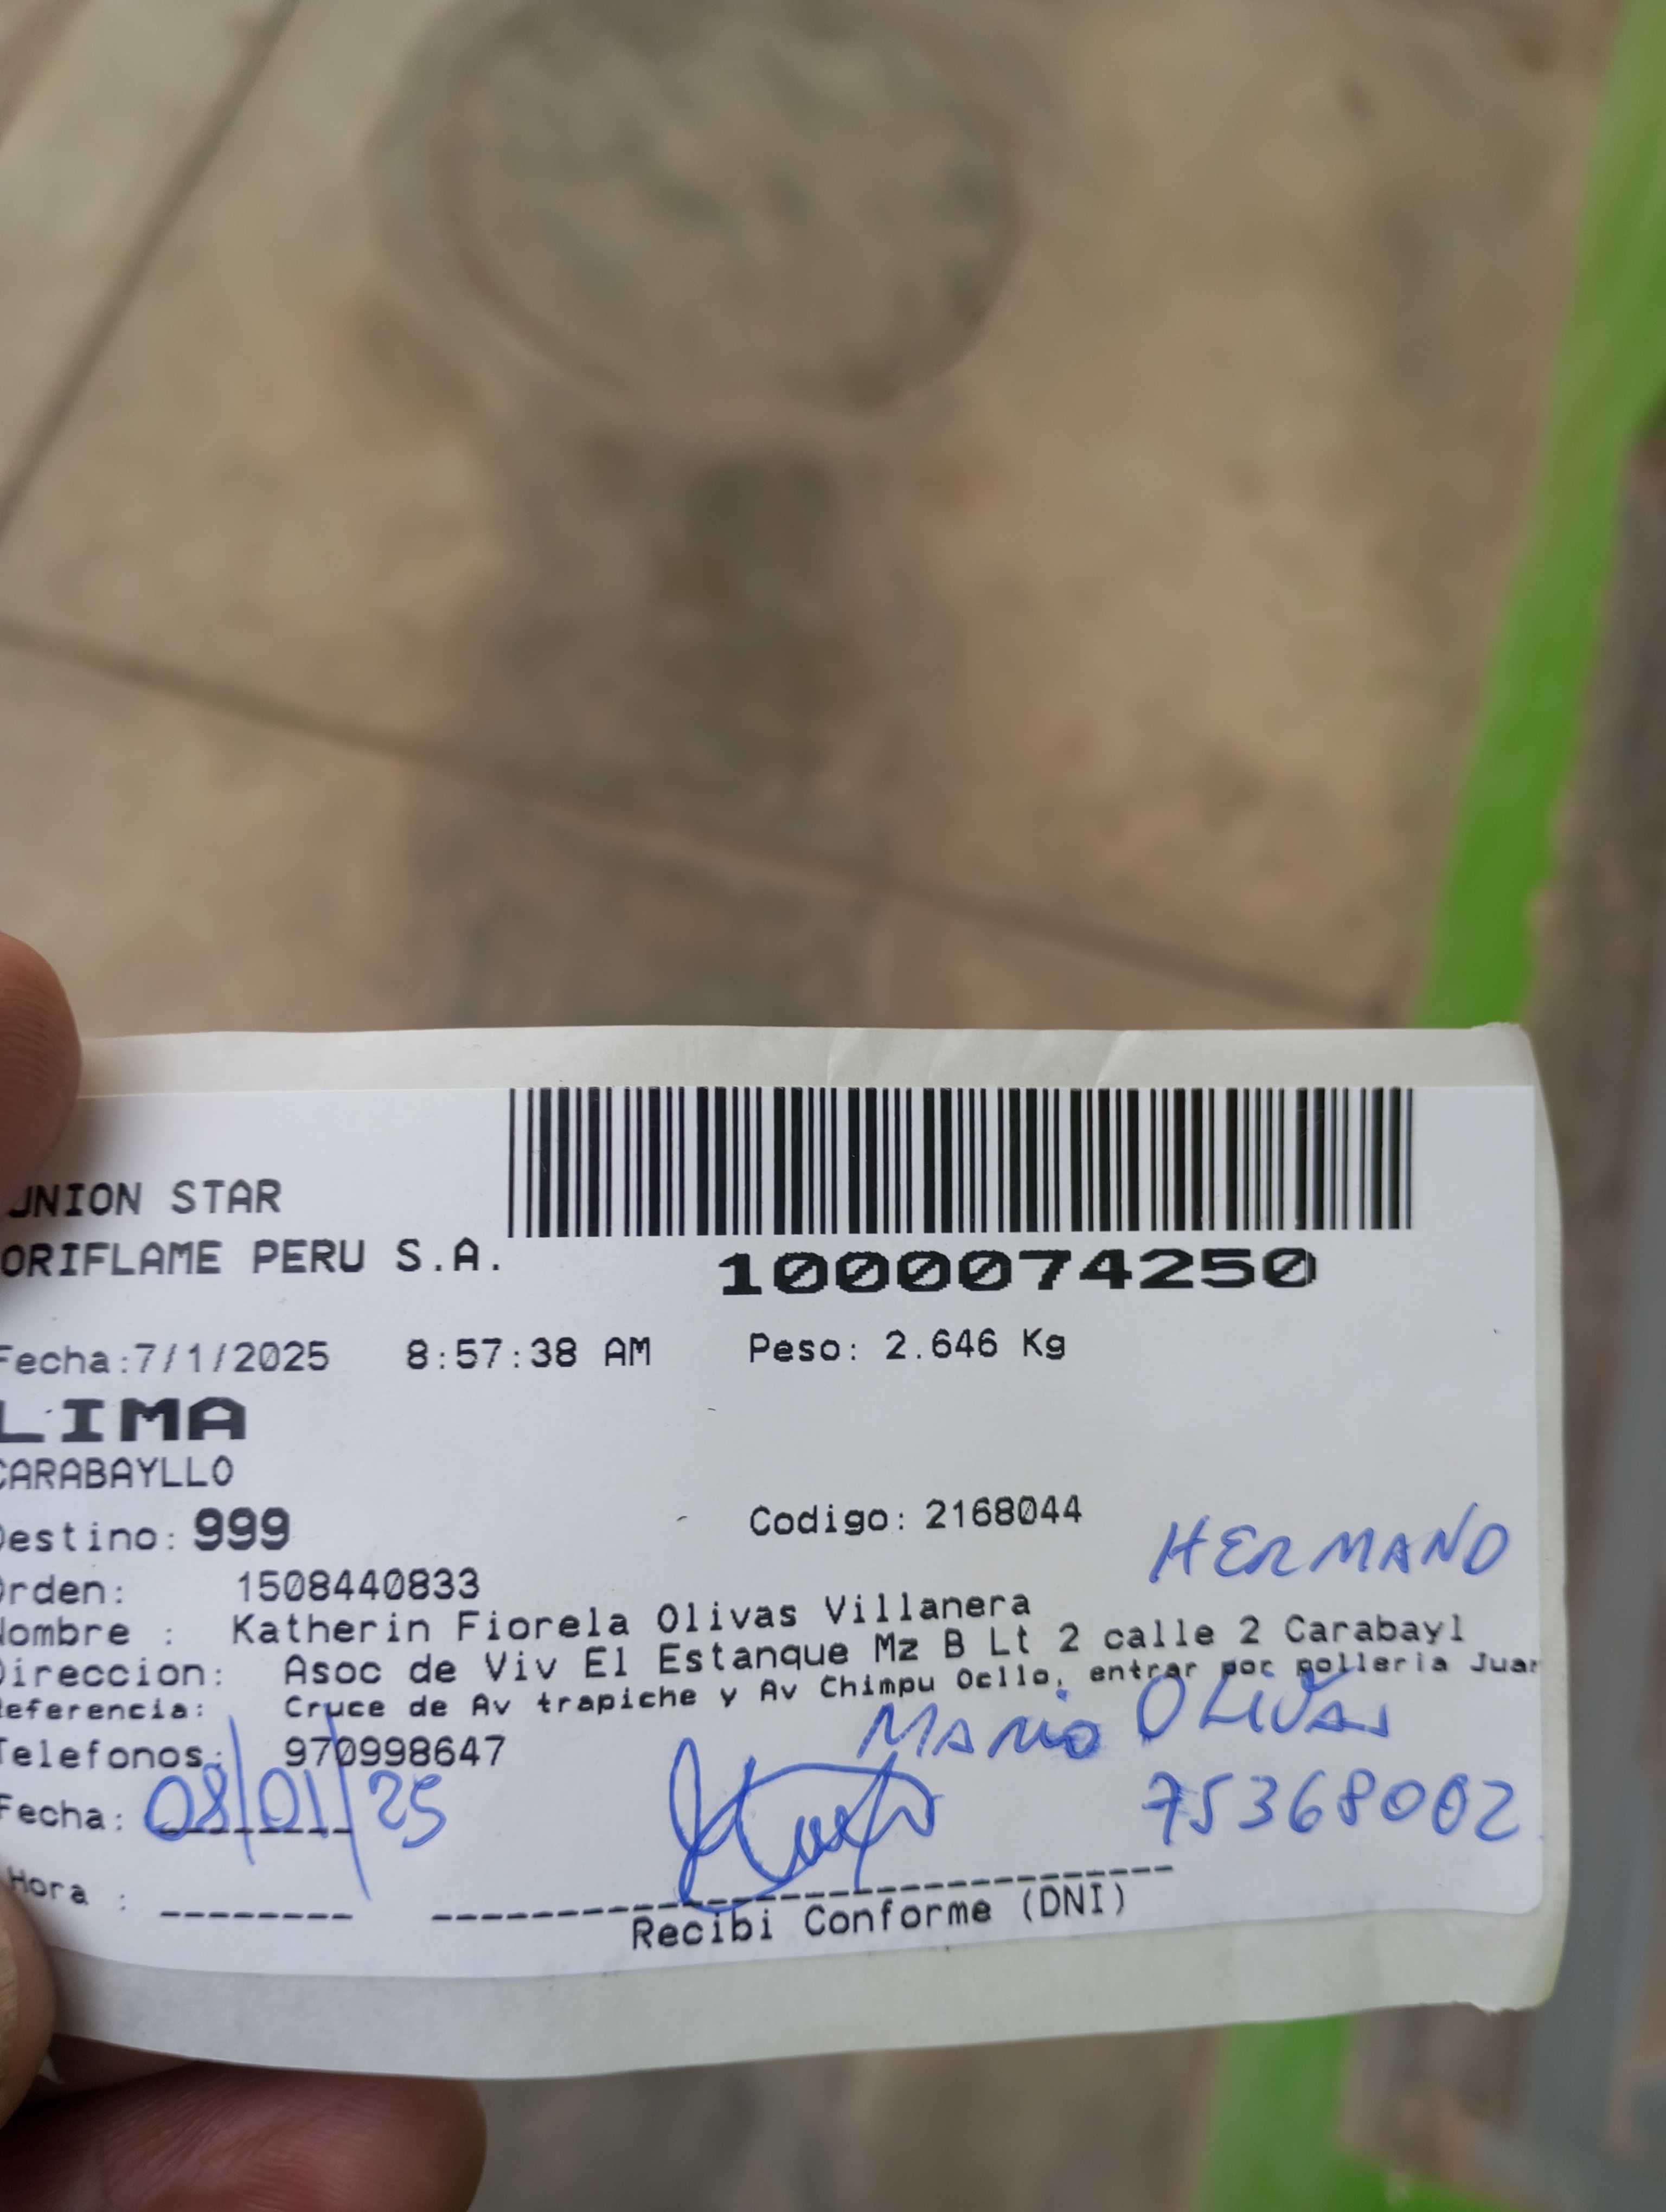 UNION STAR
ORIFLAME PERU S.A.
1000074250
Fecha:7/1/2025 8:57:38 AM Peso: 2.646 Kg
LIMA
CARABAYLLO
Destino: 999 Codigo: 2168044
HERMANO
Orden: 1508440833
Nombre : Katherin Fiorela Olivas Villanera
Direccion: Asoc de Viv El Estanque Mz B Lt 2 calle 2 Carabayl
Referencia: Cruce de Av trapiche y Av Chimpu Ocllo, entrar por polleria Juan
MARIO OLIVAS
Telefonos: 970998647
75368002
Fecha: 08/01/25
Hora :
Recibi Conforme (DNI)